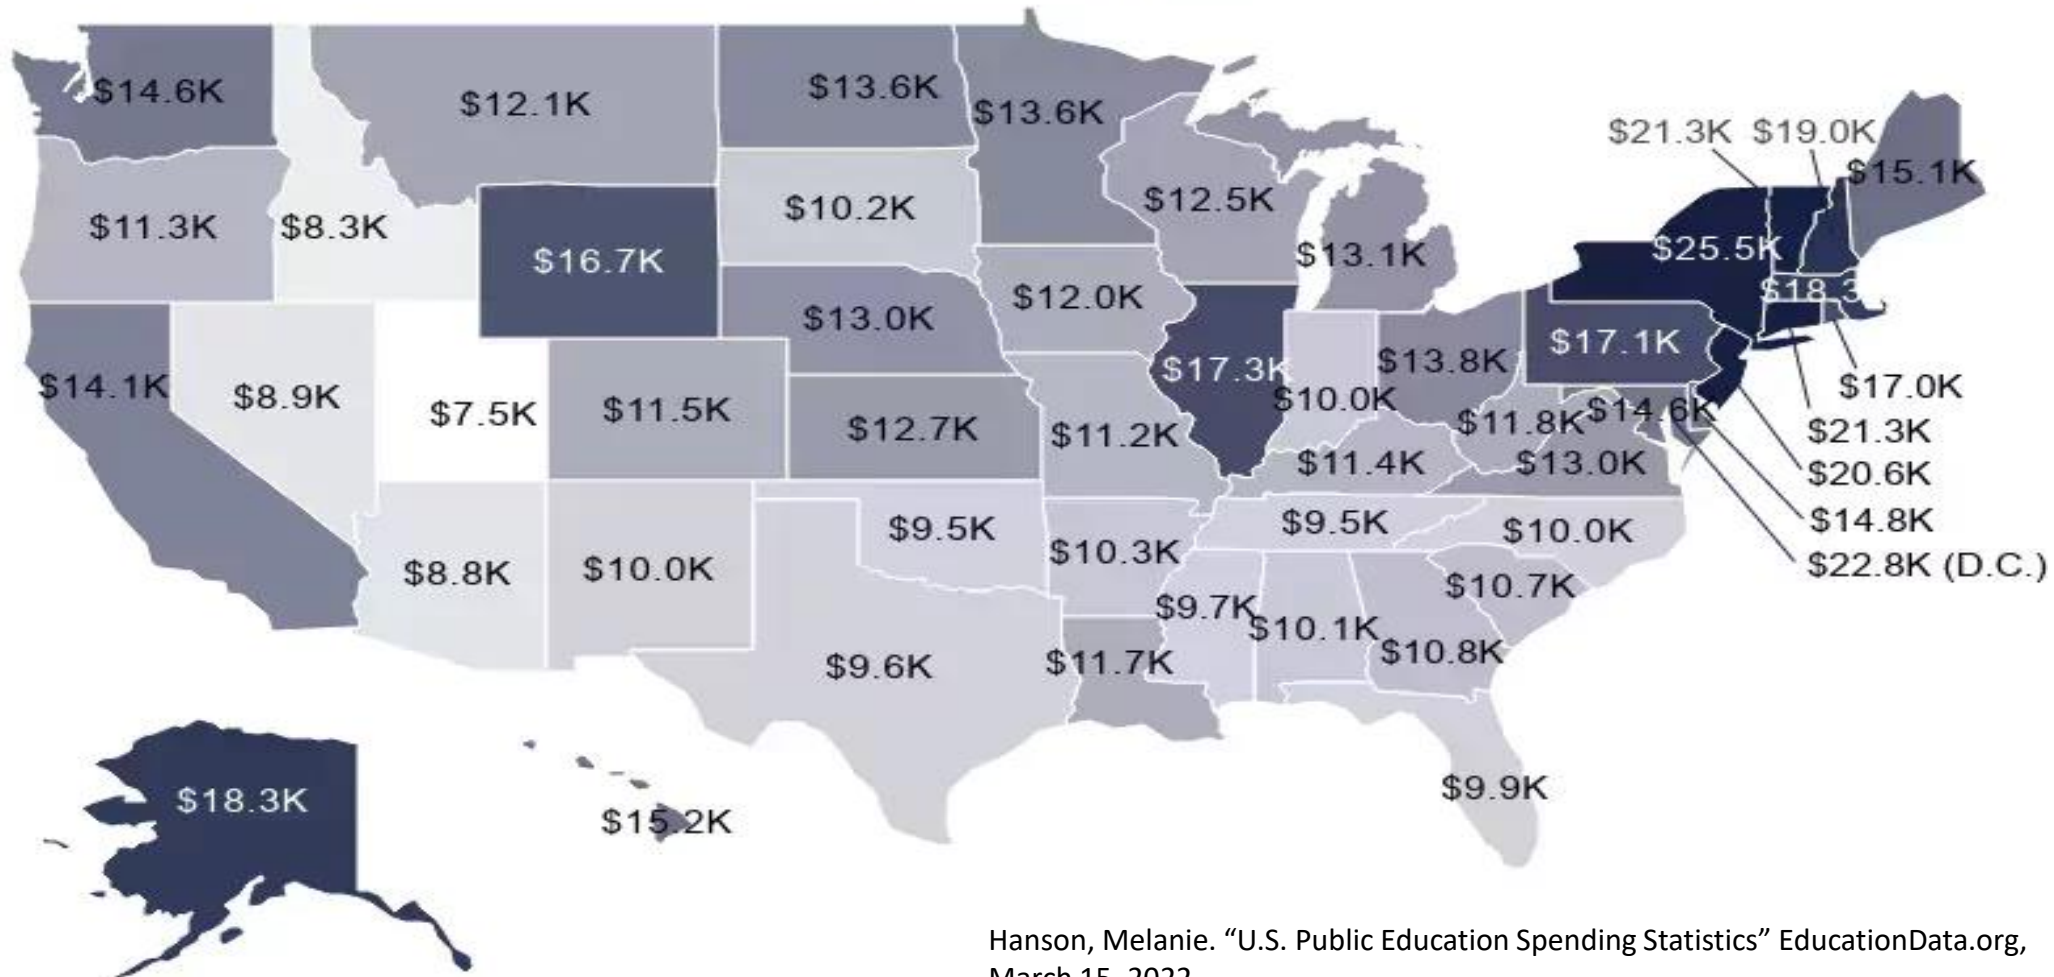 $14.6K
$12.1K
$13.6K
$13.6K
$21.3K $19.0K
$15.1K
$11.3K
$8.3K
$10.2K
$12.5K
$16.7K
$25.5K
$13.1K
$12.0K
$18.3
$13.0K
$17.1K
$14.1K
$8.9K
$7.5K
$11.5K
$17.3K
$13.8K
$17.0K
$10.0K
$12.7K
$11.2K
$11.8K
$14.6K
$21.3K
$11.4K
$13.0K
$20.6K
$9.5K
$9.5K
$10.0K
$14.8K
$8.8K
$10.0K
$10.3K
$22.8K (D.C.)
$10.7K
$9.7K
$10.1K
$10.8K
$9.6K
$11.7K
$9.9K
$18.3K
$15.2K
Hanson, Melanie. “U.S. Public Education Spending Statistics” EducationData.org,
March 15, 2022